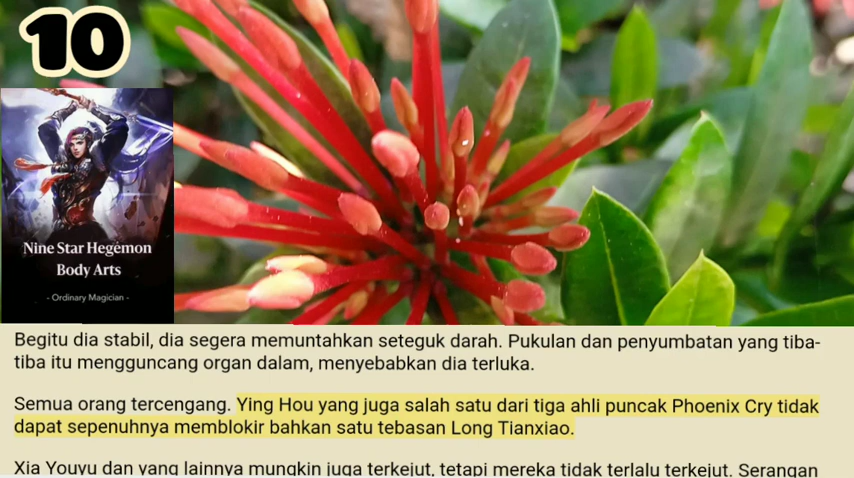 10
Nine Star Hegemon
Body Arts
- Ordinary Magician -
Begitu dia stabil, dia segera memuntahkan seteguk darah. Pukulan dan penyumbatan yang tiba-
tiba itu mengguncang organ dalam, menyebabkan dia terluka.
Semua orang tercengang. Ying Hou yang juga salah satu dari tiga ahli puncak Phoenix Cry tidak
dapat sepenuhnya memblokir bahkan satu tebasan Long Tianxiao.
Xia Youyu dan yang lainnya mungkin juga terkejut, tetapi mereka tidak terlalu terkejut. Serangan